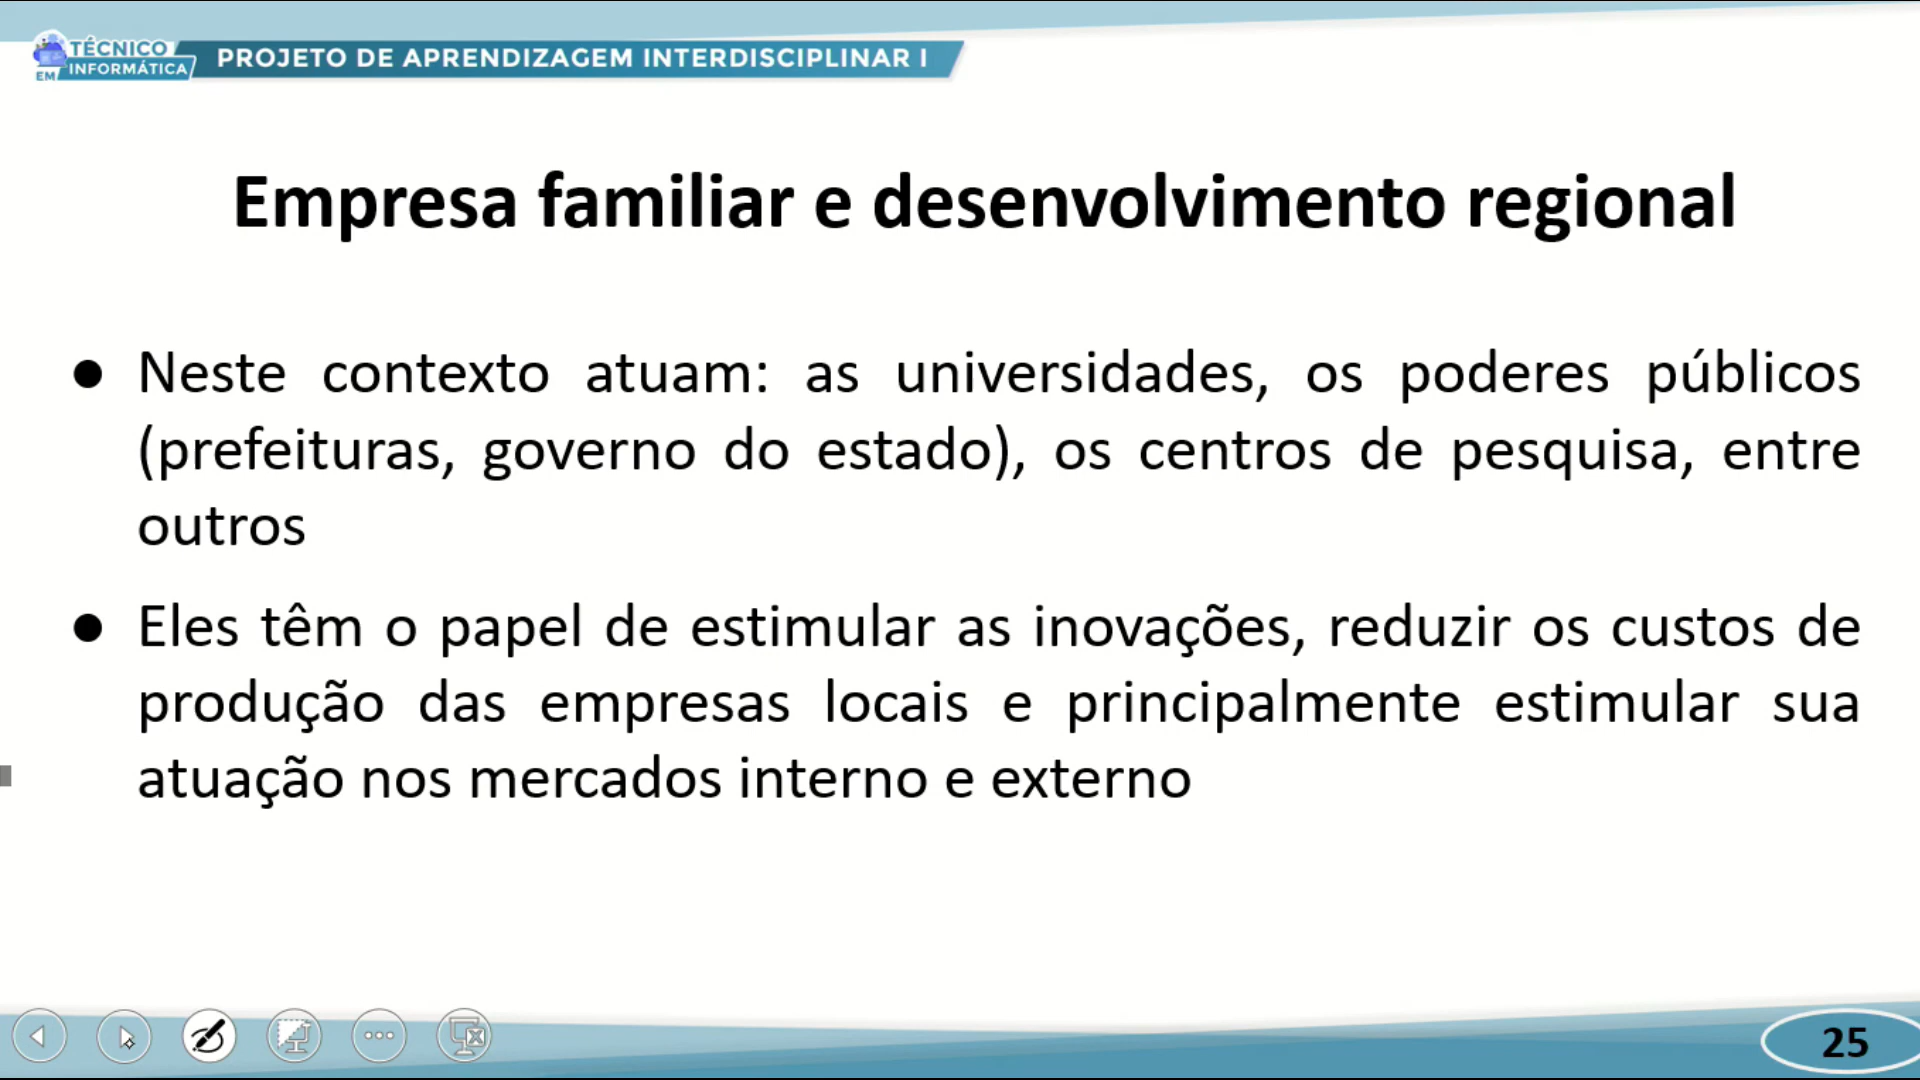 TÉCNICO
EM INFORMÁTICA
PROJETO DE APRENDIZAGEM INTERDISCIPLINAR I
Empresa familiar e desenvolvimento regional
● Neste contexto atuam: as universidades, os poderes públicos
(prefeituras, governo do estado), os centros de pesquisa, entre
outros
● Eles têm o papel de estimular as inovações, reduzir os custos de
produção das empresas locais e principalmente estimular sua
atuação nos mercados interno e externo
25